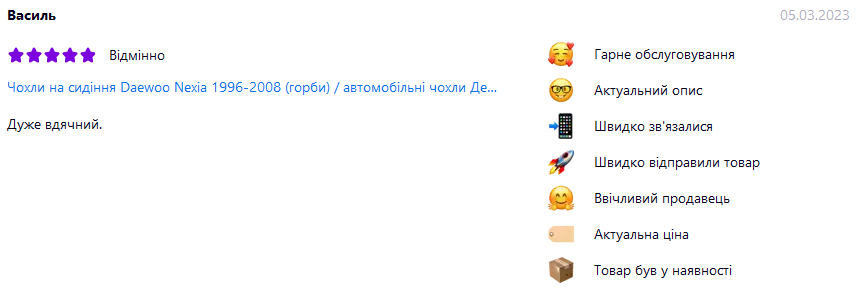 Василь
05.03.2023
Відмінно
Чохли на сидіння Daewoo Nexia 1996-2008 (горби) / автомобільні чохли Де...
Дуже вдячний.
Гарне обслуговування
Актуальний опис
Швидко зв'язалися
Швидко відправили товар
Ввічливий продавець
Актуальна ціна
Товар був у наявності